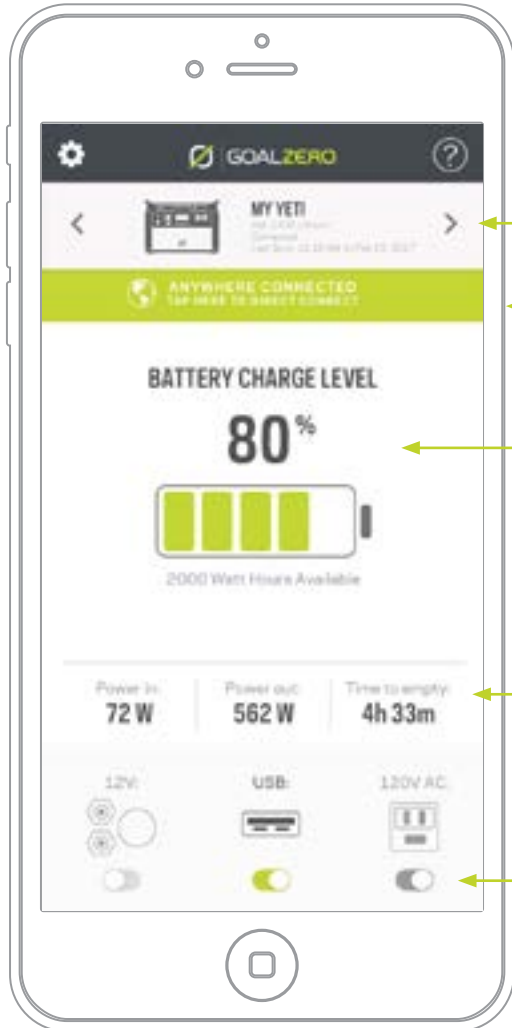 GOALZERO
?
MY YETI
ANYWHERE CONNECTED
TAP HERE TO DIRECT CONNECT
BATTERY CHARGE LEVEL
80%
2000 Watt Hours Available
Power in: Power out: Time to empty:
72 W 562 W 4h 33m
12V: USB: 120V AC: